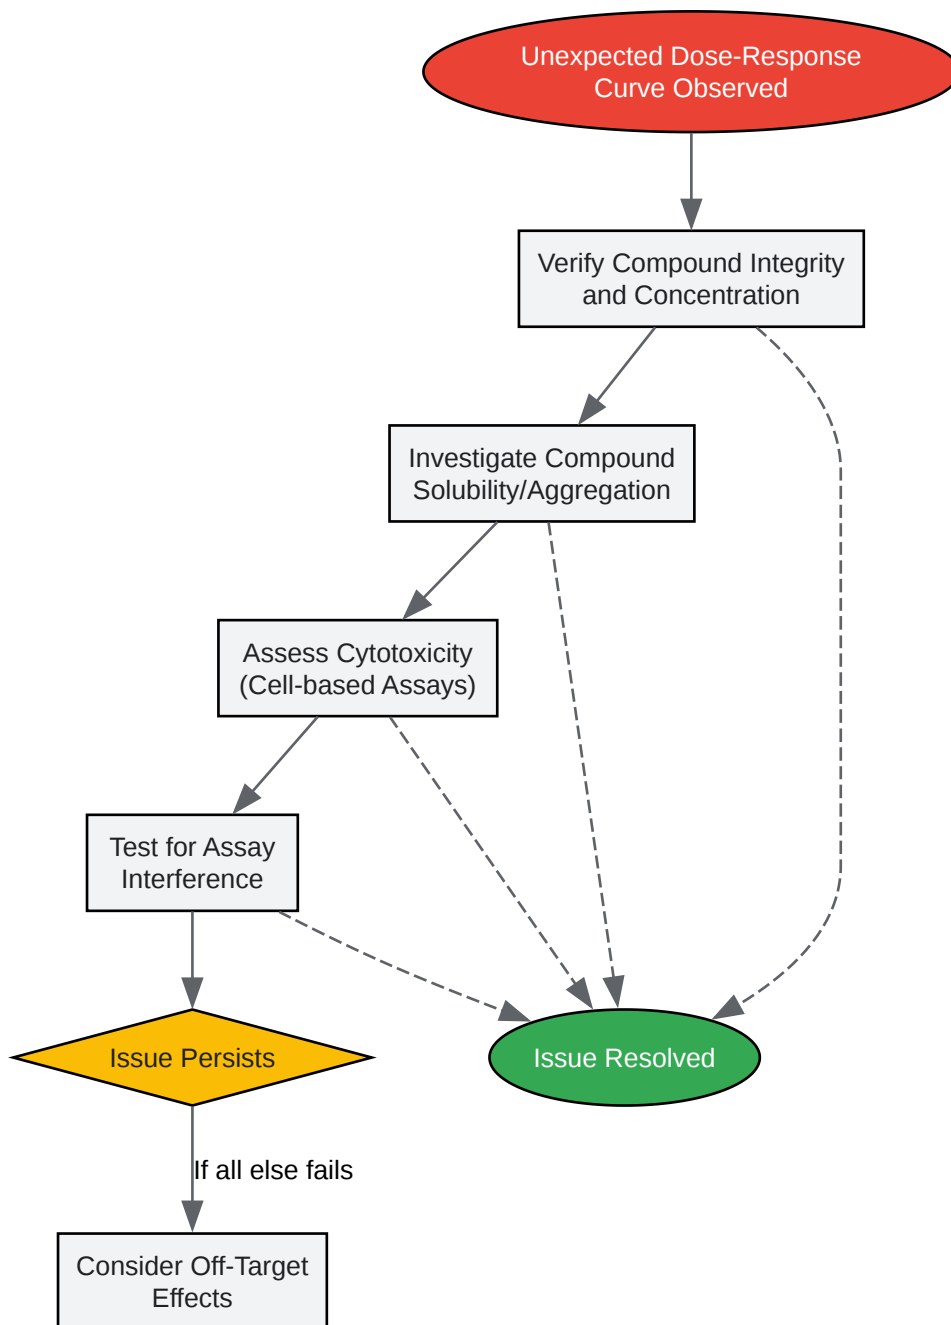 Unexpected Dose-Response
Curve Observed
Verify Compound Integrity
and Concentration
Investigate Compound
Solubility/Aggregation
Assess Cytotoxicity
(Cell-based Assays)
Test for Assay
Interference
Issue Persists
Issue Resolved
If all else fails
Consider Off-Target
Effects